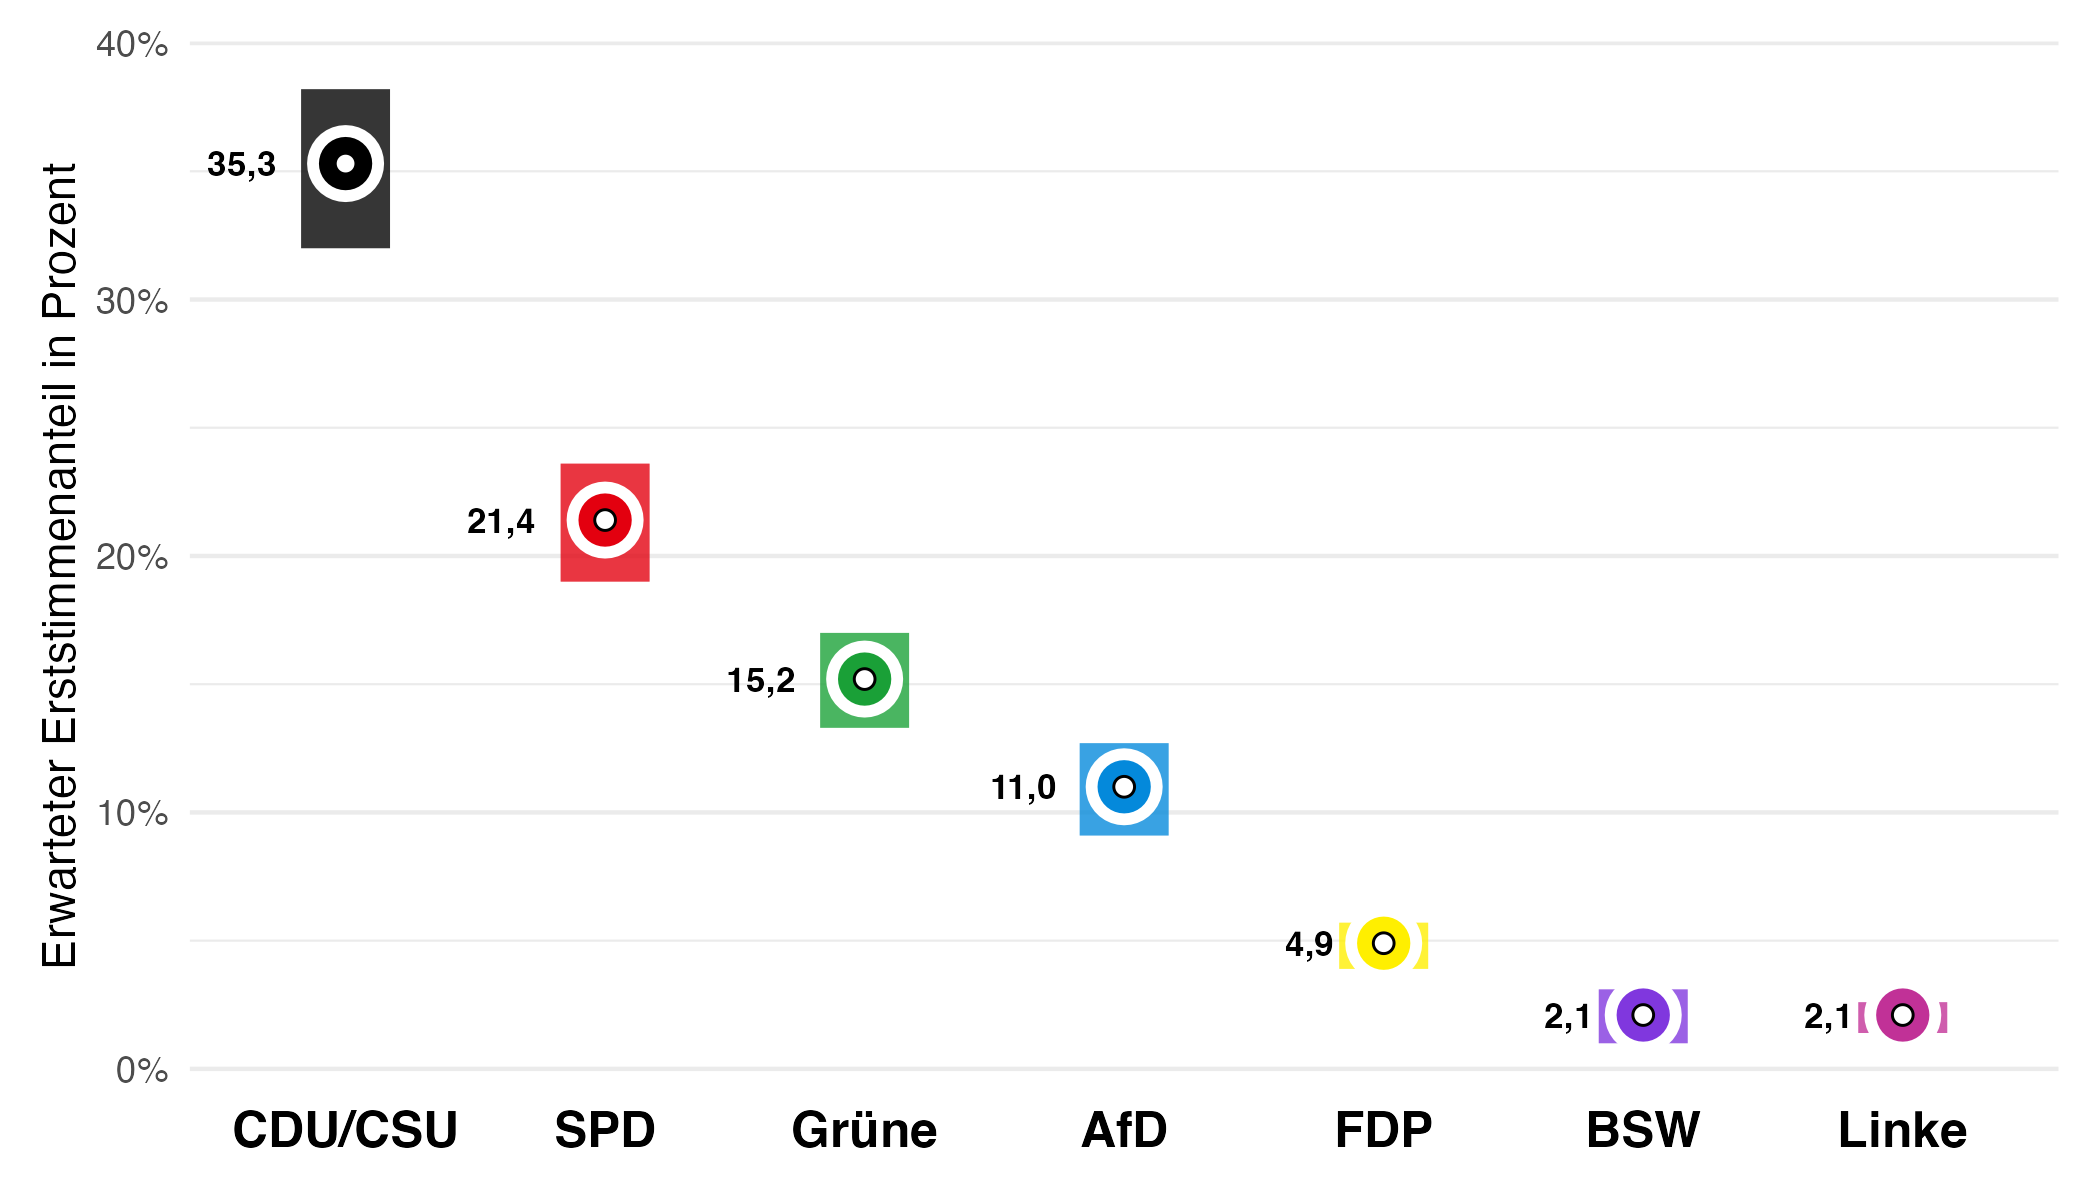 Erwarteter Erststimmenanteil in Prozent
40%
30%
20%
10%
0%
35,3
21,4
15,2
11,0
4,9
2,1
2,1
CDU/CSU
SPD
Grüne
AfD
FDP
BSW
Linke